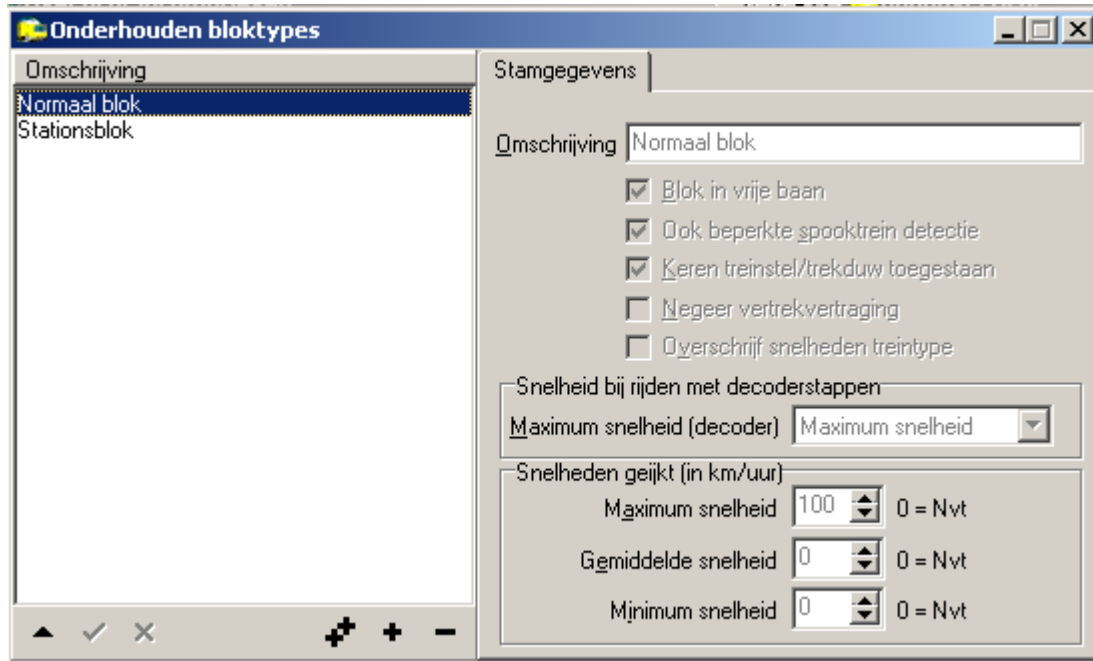 Onderhouden bloktypes
Omschrijving
Normaal blok
Stationsblok
Stamgegevens
Omschrijving Normaal blok
Blok in vrije baan
Ook beperkte spooktrein detectie
Keren treinstel/trekduw toegestaan
Negeer vertrekvertraging
Overschrijf snelheden treintype
Snelheid bij rijden met decoderstappen
Maximum snelheid (decoder) Maximum snelheid
Snelheden geijkt (in km/uur)
Maximum snelheid 100 0 = Nvt
Gemiddelde snelheid 0 0 = Nvt
Minimum snelheid 0 0 = Nvt